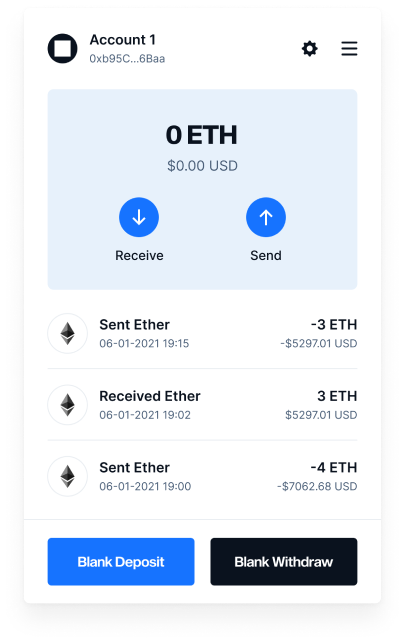 Account 1
0xb95C...6Baa
0 ETH
$0.00 USD
Receive
Send
Sent Ether
-3 ETH
06-01-2021 19:15
-$5297.01 USD
Received Ether
3 ETH
06-01-2021 19:02
$5297.01 USD
Sent Ether
-4 ETH
06-01-2021 19:00
-$7062.68 USD
Blank Deposit
Blank Withdraw